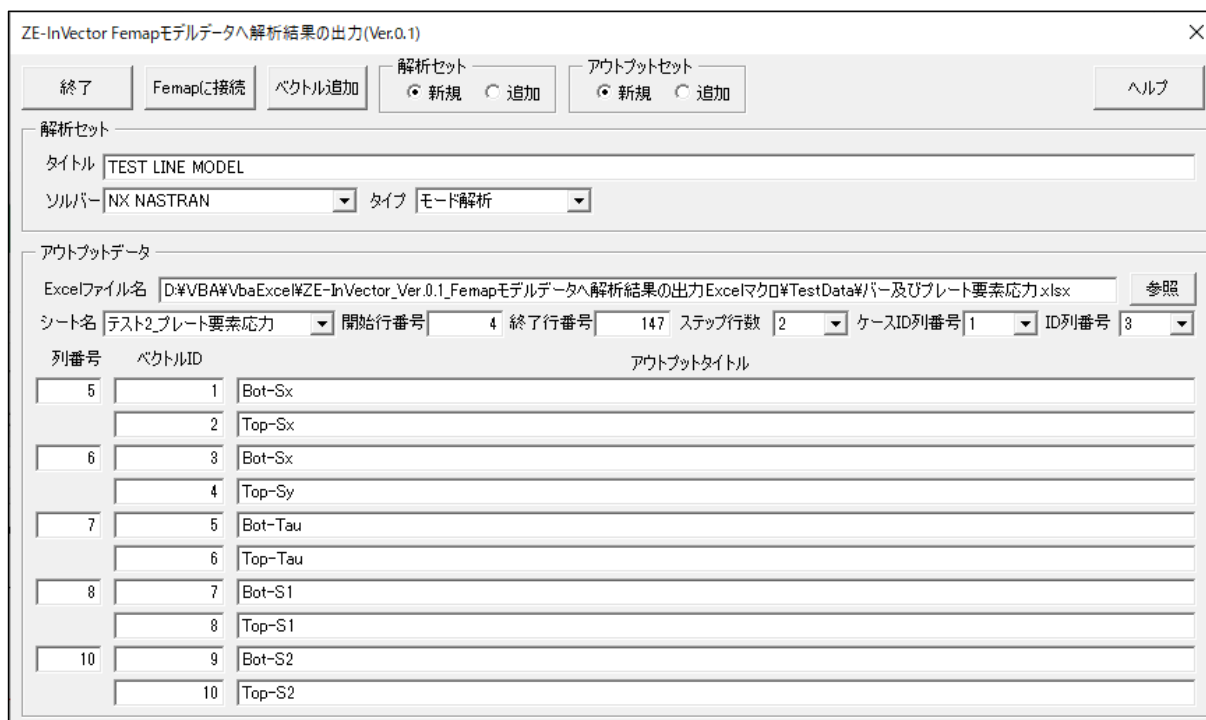 ZE-InVector Femapモデルデータへ解析結果の出力(Ver.0.1)
終了 Femapに接続 ベクトル追加 解析セット 新規 追加 アウトプットセット 新規 追加 ヘルプ
解析セット
タイトル TEST LINE MODEL
ソルバー NX NASTRAN タイプ モード解析
アウトプットデータ
Excelファイル名 D:¥VBA¥VbaExcel¥ZE-InVector_Ver.0.1_Femapモデルデータへ解析結果の出力Excelマクロ¥TestData¥バー及びプレート要素応力.xlsx 参照
シート名 テスト2_プレート要素応力 開始行番号 4 終了行番号 147 ステップ行数 2 ケースID列番号 1 ID列番号 3
列番号 ベクトルID アウトプットタイトル
5 1 Bot-Sx
2 Top-Sx
6 3 Bot-Sx
4 Top-Sy
7 5 Bot-Tau
6 Top-Tau
8 7 Bot-S1
8 Top-S1
10 9 Bot-S2
10 Top-S2